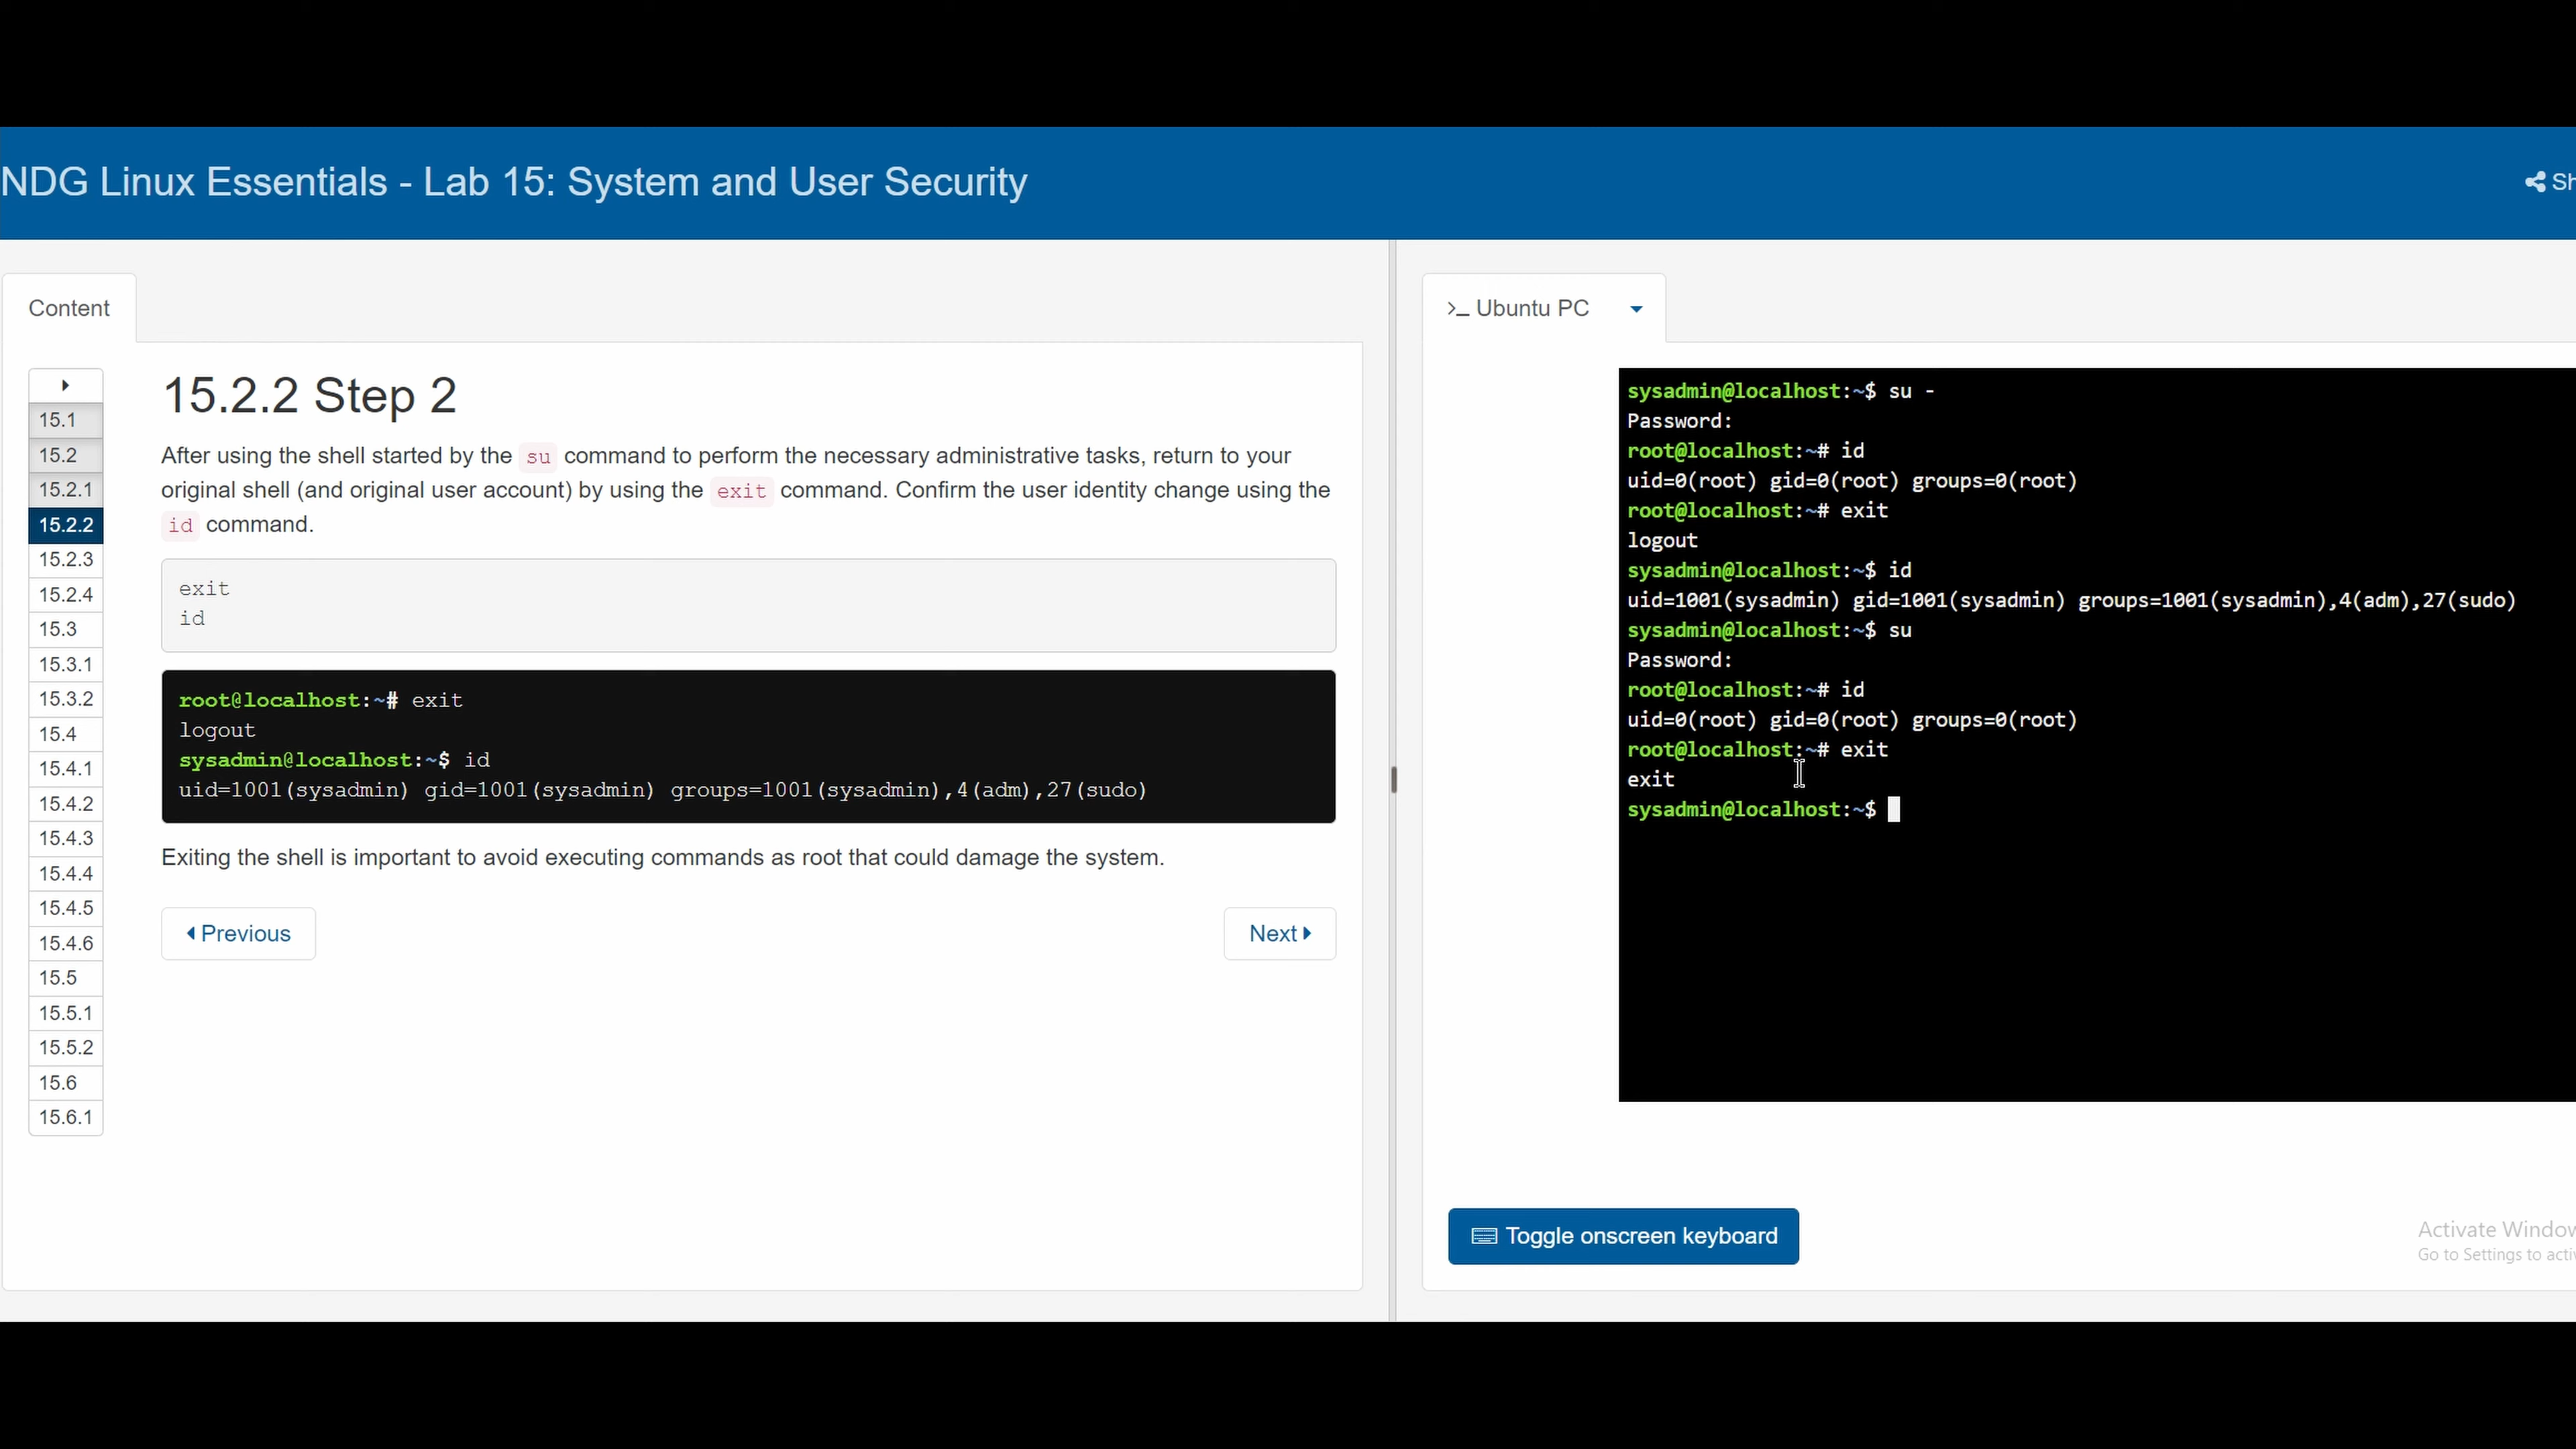 NDG Linux Essentials - Lab 15: System and User Security
Content
15.1
15.2
15.2.1
15.2.2
15.2.3
15.2.4
15.3
15.3.1
15.3.2
15.4
15.4.1
15.4.2
15.4.3
15.4.4
15.4.5
15.4.6
15.5
15.5.1
15.5.2
15.6
15.6.1
15.2.2 Step 2
After using the shell started by the su command to perform the necessary administrative tasks, return to your
original shell (and original user account) by using the exit command. Confirm the user identity change using the
id command.
exit
id
root@localhost:~# exit
logout
sysadmin@localhost:~$ id
uid=1001(sysadmin) gid=1001(sysadmin) groups=1001(sysadmin),4(adm),27(sudo)
Exiting the shell is important to avoid executing commands as root that could damage the system.
Previous
Next
>_ Ubuntu PC
sysadmin@localhost:~$ su -
Password:
root@localhost:~# id
uid=0(root) gid=0(root) groups=0(root)
root@localhost:~# exit
logout
sysadmin@localhost:~$ id
uid=1001(sysadmin) gid=1001(sysadmin) groups=1001(sysadmin),4(adm),27(sudo)
sysadmin@localhost:~$ su
Password:
root@localhost:~# id
uid=0(root) gid=0(root) groups=0(root)
root@localhost:~# exit
exit
sysadmin@localhost:~$
Toggle onscreen keyboard
Activate
Go to Settings to